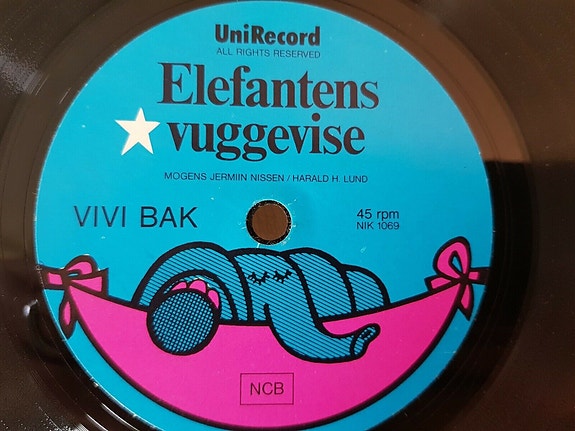 UniRecord
ALL RIGHTS RESERVED
Elefantens
vuggevise
MOGENS JERMIIN NISSEN / HARALD H. LUND
VIVI BAK
45 rpm
NIK 1069
NCB